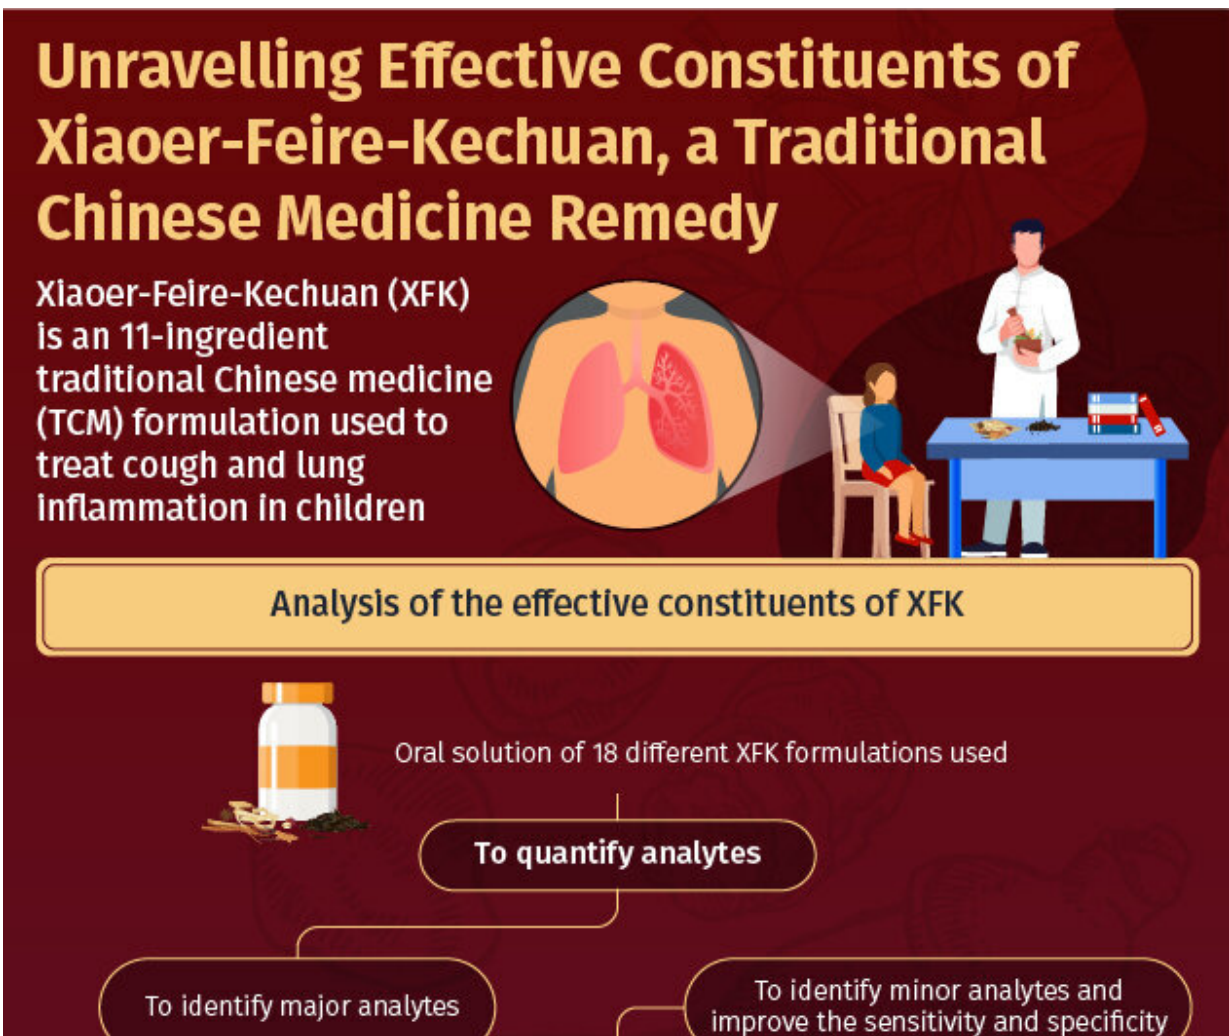 Unravelling Effective Constituents of
Xiaoer-Feire-Kechuan, a Traditional
Chinese Medicine Remedy
Xiaoer-Feire-Kechuan (XFK)
is an 11-ingredient
traditional Chinese medicine
(TCM) formulation used to
treat cough and lung
inflammation in children
Analysis of the effective constituents of XFK
Oral solution of 18 different XFK formulations used
To quantify analytes
To identify major analytes
To identify minor analytes and
improve the sensitivity and specificity